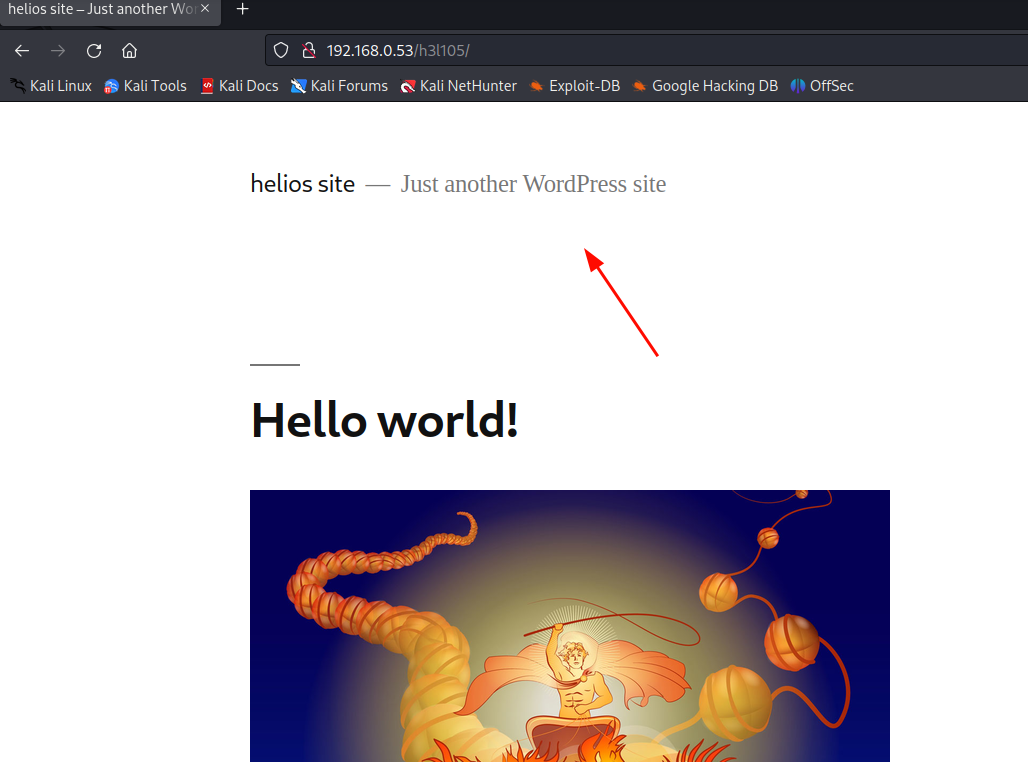 helios site – Just another Wor
192.168.0.53/h3l105/
Kali Linux Kali Tools Kali Docs Kali Forums Kali NetHunter Exploit-DB Google Hacking DB OffSec
helios site — Just another WordPress site
Hello world!